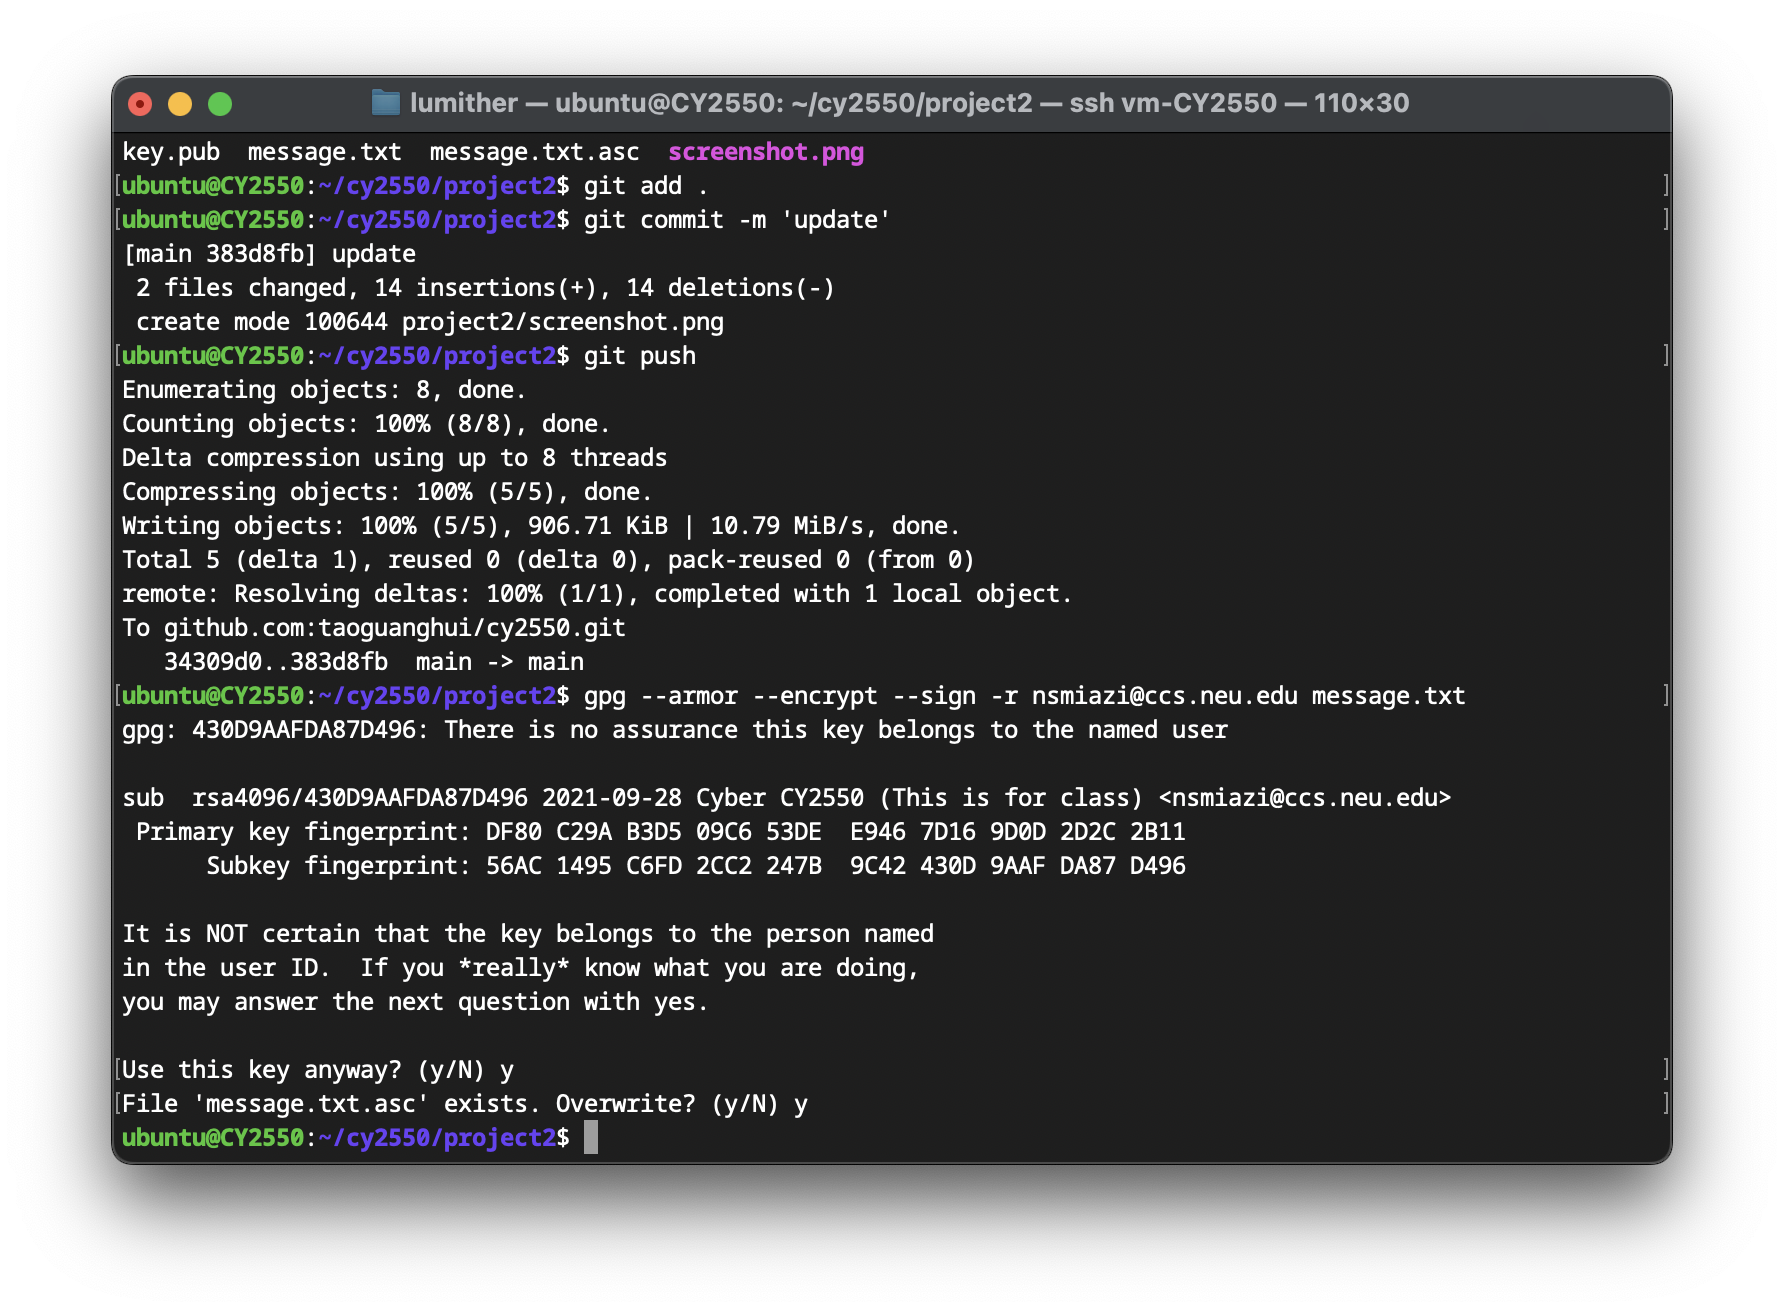 lumither — ubuntu@CY2550: ~/cy2550/project2 — ssh vm-CY2550 — 110×30
key.pub  message.txt  message.txt.asc  screenshot.png
[ubuntu@CY2550:~/cy2550/project2$ git add .]
[ubuntu@CY2550:~/cy2550/project2$ git commit -m 'update']
[main 383d8fb] update
 2 files changed, 14 insertions(+), 14 deletions(-)
 create mode 100644 project2/screenshot.png
[ubuntu@CY2550:~/cy2550/project2$ git push]
Enumerating objects: 8, done.
Counting objects: 100% (8/8), done.
Delta compression using up to 8 threads
Compressing objects: 100% (5/5), done.
Writing objects: 100% (5/5), 906.71 KiB | 10.79 MiB/s, done.
Total 5 (delta 1), reused 0 (delta 0), pack-reused 0 (from 0)
remote: Resolving deltas: 100% (1/1), completed with 1 local object.
To github.com:taoguanghui/cy2550.git
   34309d0..383d8fb  main -> main
[ubuntu@CY2550:~/cy2550/project2$ gpg --armor --encrypt --sign -r nsmiazi@ccs.neu.edu message.txt]
gpg: 430D9AAFDA87D496: There is no assurance this key belongs to the named user
sub  rsa4096/430D9AAFDA87D496 2021-09-28 Cyber CY2550 (This is for class) <nsmiazi@ccs.neu.edu>
 Primary key fingerprint: DF80 C29A B3D5 09C6 53DE  E946 7D16 9D0D 2D2C 2B11
      Subkey fingerprint: 56AC 1495 C6FD 2CC2 247B  9C42 430D 9AAF DA87 D496
It is NOT certain that the key belongs to the person named
in the user ID.  If you *really* know what you are doing,
you may answer the next question with yes.
[Use this key anyway? (y/N) y]
[File 'message.txt.asc' exists. Overwrite? (y/N) y]
ubuntu@CY2550:~/cy2550/project2$